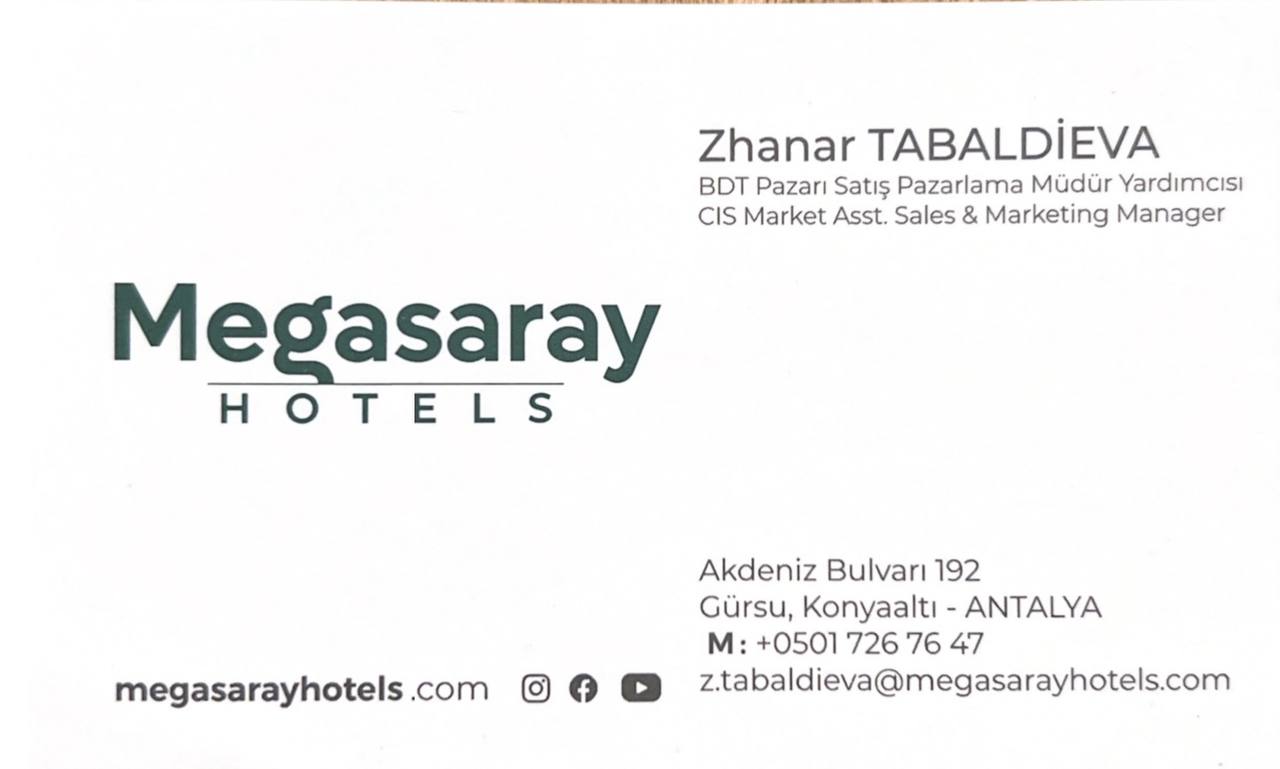 Zhanar TABALDİEVA
BDT Pazarı Satış Pazarlama Müdür Yardımcısı
CIS Market Asst. Sales & Marketing Manager
Megasaray
HOTELS
Akdeniz Bulvarı 192
Gürsu, Konyaaltı - ANTALYA
M: +0501 726 76 47
z.tabaldieva@megasarayhotels.com
megasarayhotels.com